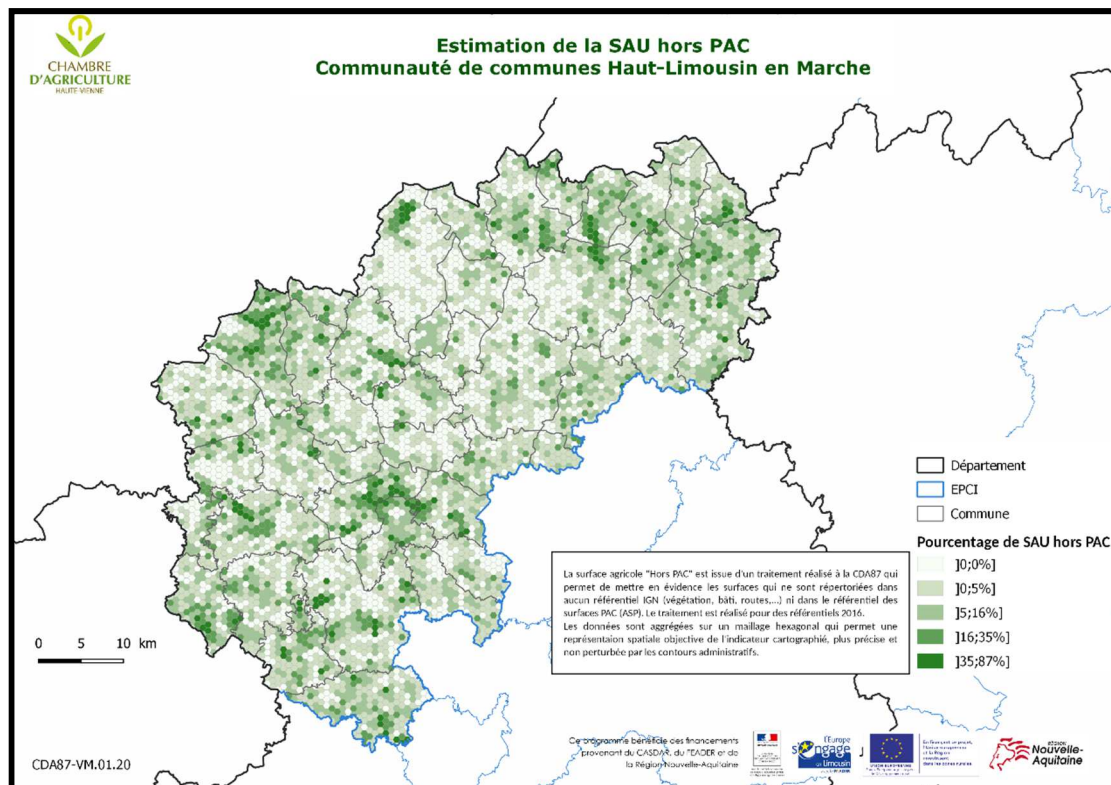 CHAMBRE
D'AGRICULTURE
HAUTE-VIENNE
Estimation de la SAU hors PAC
Communauté de communes Haut-Limousin en Marche
Département
EPCI
Commune
Pourcentage de SAU hors PAC
]0;0%]
]0;5%]
]5;16%]
]16;35%]
]35;87%]
La surface agricole "Hors PAC" est issue d'un traitement réalisé à la CDA87 qui
permet de mettre en évidence les surfaces qui ne sont répertoriées dans
aucun référentiel IGN (végétation, bâti, routes,...) ni dans le référentiel des
surfaces PAC (ASP). Le traitement est réalisé pour des référentiels 2016.
Les données sont aggrégées sur un maillage hexagonal qui permet une
représentaion spatiale objective de l'indicateur cartographié, plus précise et
non perturbée par les contours administratifs.
0 5 10 km
CDA87-VM.01.20
Ce programme bénéficie des financements
provenant du CASDAR, du FEADER et de
la Région Nouvelle-Aquitaine
l'Europe
s'engage
en Limousin
RÉGION
Nouvelle-
Aquitaine